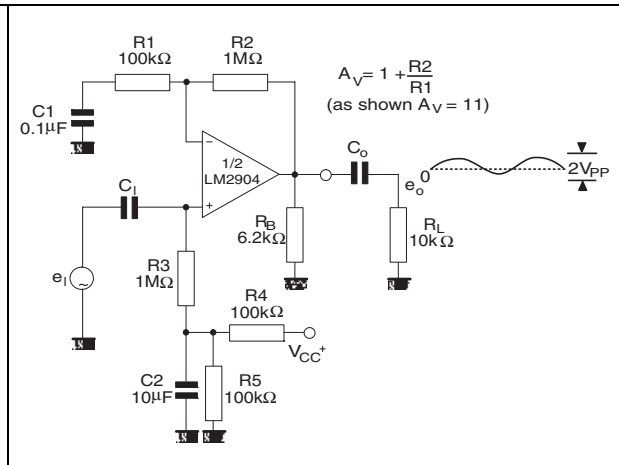 R1
100kΩ
R2
1MΩ
A_V = 1 + R2/R1
(as shown A_V = 11)
C1
0.1µF
1/2
LM2904
−
+
C_I
C_o
0
e_o
2V_PP
R_B
6.2kΩ
R_L
10kΩ
e_I
~
R3
1MΩ
R4
100kΩ
V_CC+
C2
10µF
R5
100kΩ